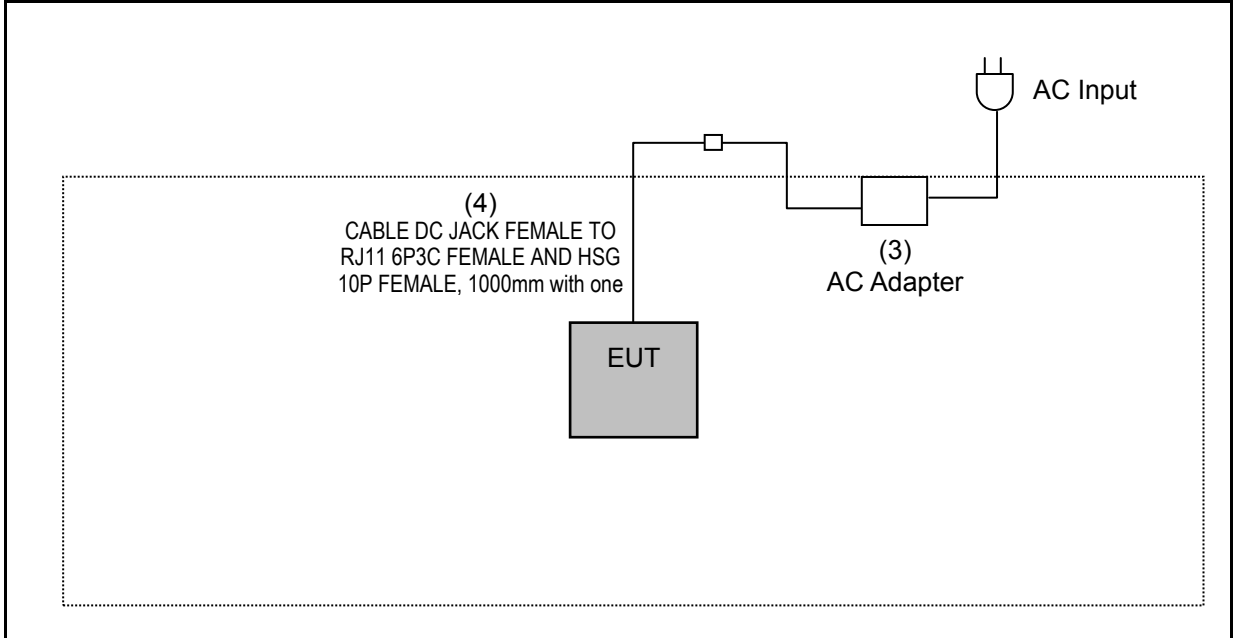 AC Input
(4)
CABLE DC JACK FEMALE TO
RJ11 6P3C FEMALE AND HSG
10P FEMALE, 1000mm with one
(3)
AC Adapter
EUT